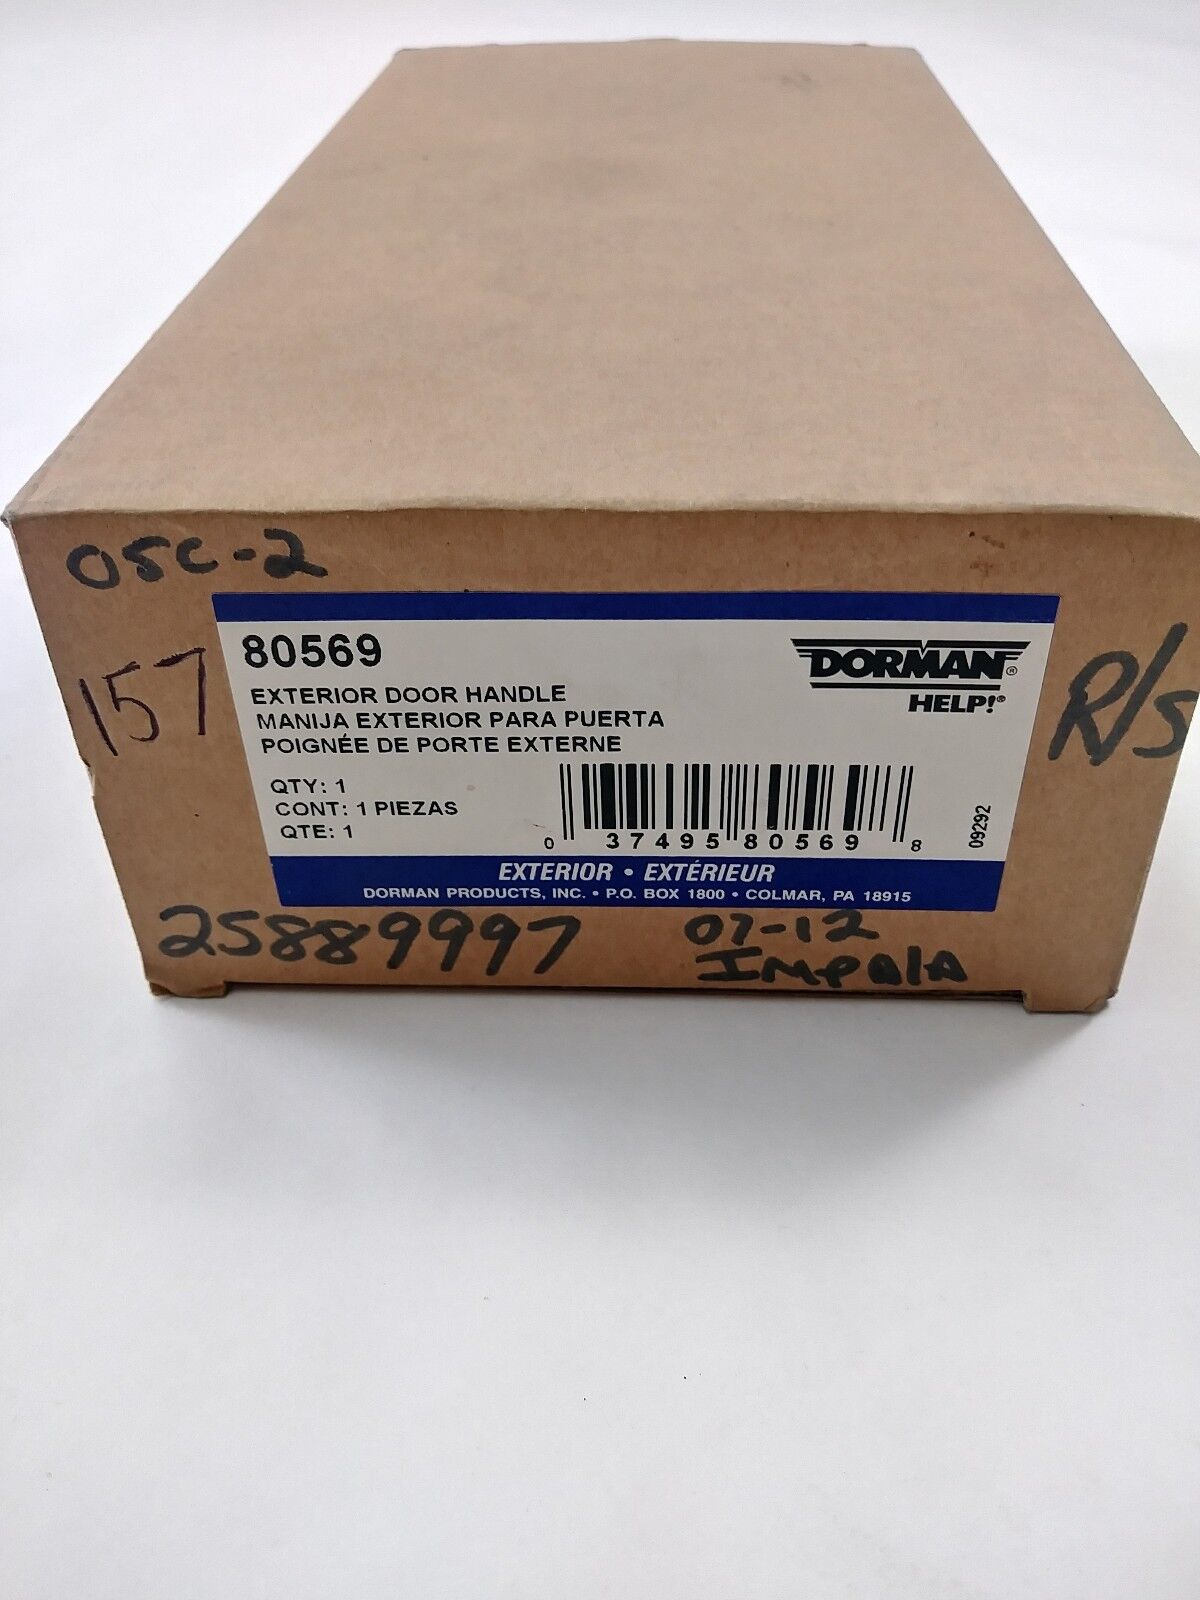 OSC-2
157
80569
EXTERIOR DOOR HANDLE
MANIJA EXTERIOR PARA PUERTA
POIGNÉE DE PORTE EXTERNE
QTY: 1
CONT: 1 PIEZAS
QTE: 1
DORMAN®
HELP!®
0 37495 80569 8
09292
EXTERIOR • EXTÉRIEUR
DORMAN PRODUCTS, INC. • P.O. BOX 1800 • COLMAR, PA 18915
R/S
25889997
07-12
IMPALA